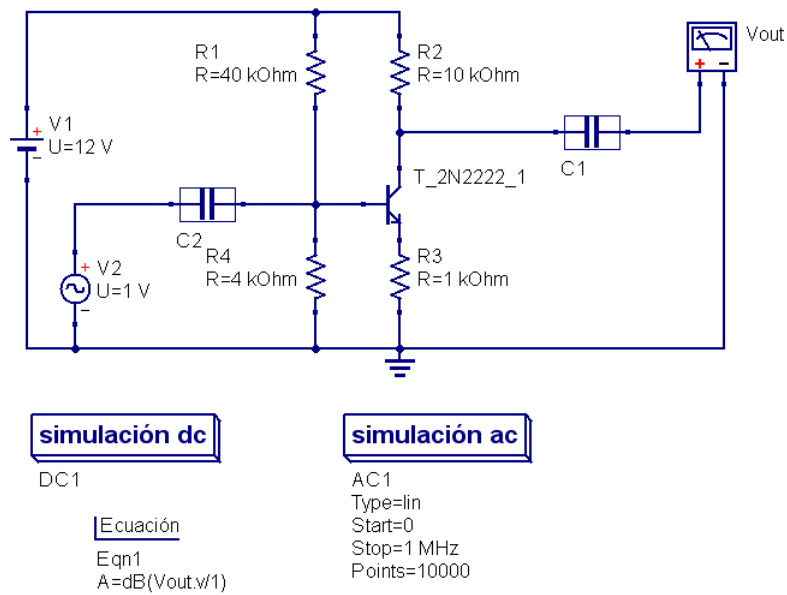 R1
R=40 kOhm
R2
R=10 kOhm
Vout
+ −
+ V1
U=12 V
−
C1
T_2N2222_1
C2
+ V2
U=1 V
−
R4
R=4 kOhm
R3
R=1 kOhm
simulación dc
DC1
simulación ac
AC1
Type=lin
Start=0
Stop=1 MHz
Points=10000
Ecuación
Eqn1
A=dB(Vout.v/1)